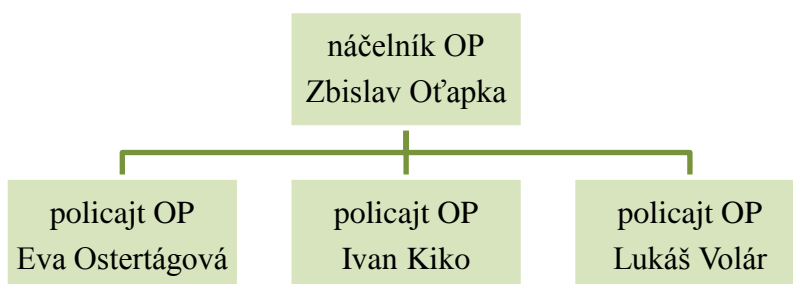 náčelník OP
Zbislav Oťapka
policajt OP
Eva Ostertágová
policajt OP
Ivan Kiko
policajt OP
Lukáš Volár